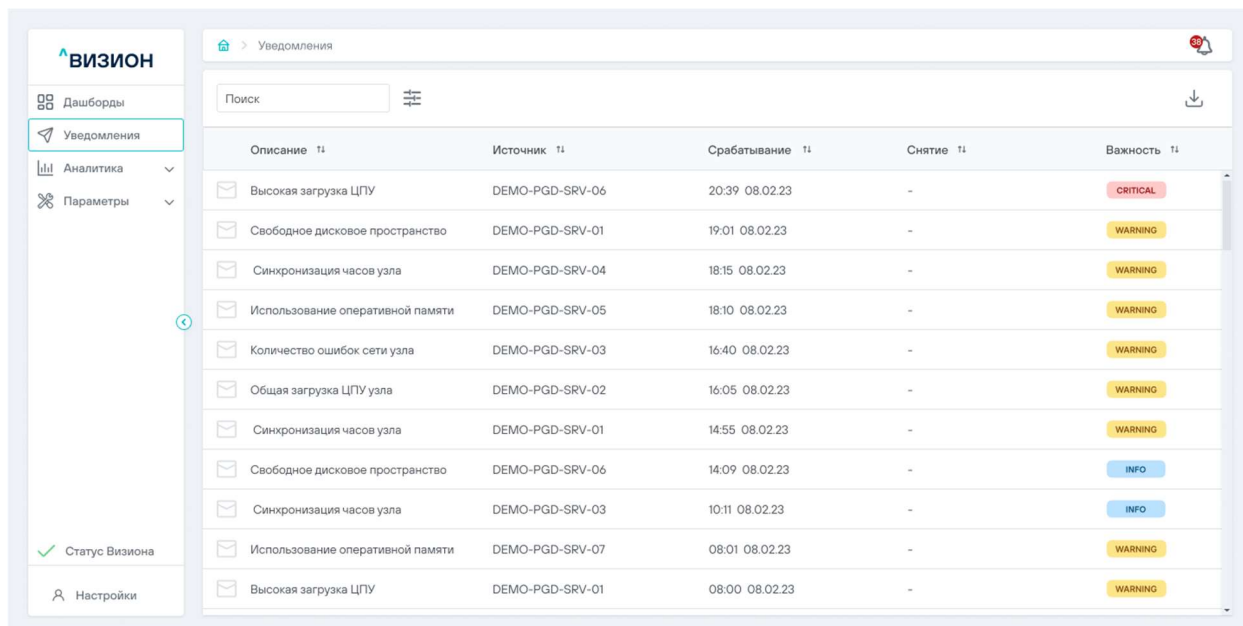 ^ВИЗИОН
Дашборды
Уведомления
Аналитика
Параметры
Статус Визиона
Настройки
Уведомления
38
Поиск
Описание Источник Срабатывание Снятие Важность
Высокая загрузка ЦПУ DEMO-PGD-SRV-06 20:39 08.02.23 - CRITICAL
Свободное дисковое пространство DEMO-PGD-SRV-01 19:01 08.02.23 - WARNING
Синхронизация часов узла DEMO-PGD-SRV-04 18:15 08.02.23 - WARNING
Использование оперативной памяти DEMO-PGD-SRV-05 18:10 08.02.23 - WARNING
Количество ошибок сети узла DEMO-PGD-SRV-03 16:40 08.02.23 - WARNING
Общая загрузка ЦПУ узла DEMO-PGD-SRV-02 16:05 08.02.23 - WARNING
Синхронизация часов узла DEMO-PGD-SRV-01 14:55 08.02.23 - WARNING
Свободное дисковое пространство DEMO-PGD-SRV-06 14:09 08.02.23 - INFO
Синхронизация часов узла DEMO-PGD-SRV-03 10:11 08.02.23 - INFO
Использование оперативной памяти DEMO-PGD-SRV-07 08:01 08.02.23 - WARNING
Высокая загрузка ЦПУ DEMO-PGD-SRV-01 08:00 08.02.23 - WARNING